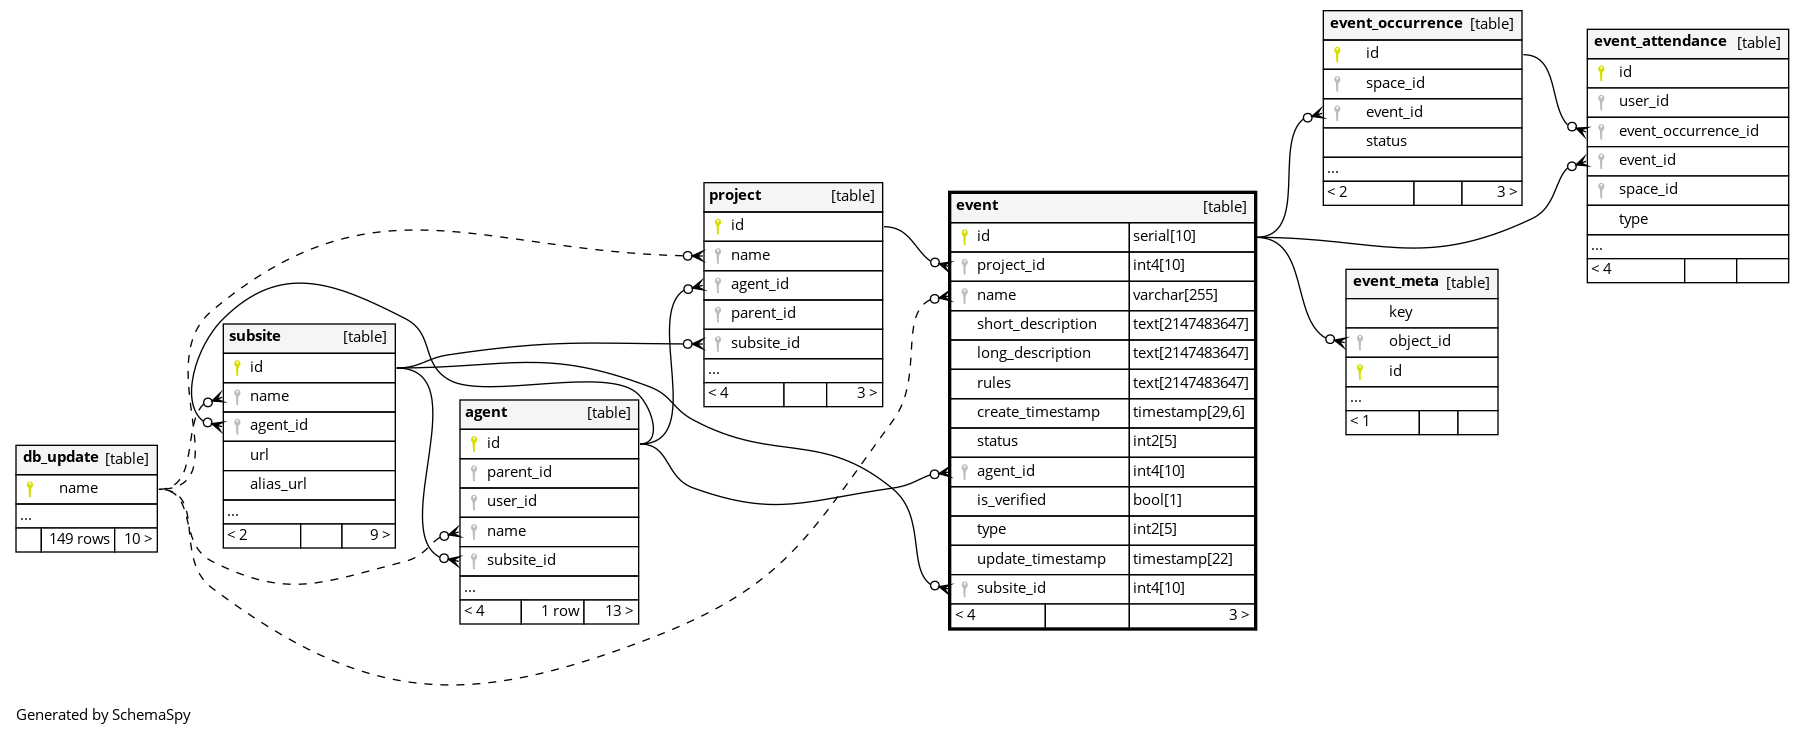 db_update [table]
name
...
149 rows 10 >
subsite [table]
id
name
agent_id
url
alias_url
...
< 2 9 >
agent [table]
id
parent_id
user_id
name
subsite_id
...
< 4 1 row 13 >
project [table]
id
name
agent_id
parent_id
subsite_id
...
< 4 3 >
event [table]
id serial[10]
project_id int4[10]
name varchar[255]
short_description text[2147483647]
long_description text[2147483647]
rules text[2147483647]
create_timestamp timestamp[29,6]
status int2[5]
agent_id int4[10]
is_verified bool[1]
type int2[5]
update_timestamp timestamp[22]
subsite_id int4[10]
< 4 3 >
event_occurrence [table]
id
space_id
event_id
status
...
< 2 3 >
event_meta [table]
key
object_id
id
...
< 1
event_attendance [table]
id
user_id
event_occurrence_id
event_id
space_id
type
...
< 4
Generated by SchemaSpy